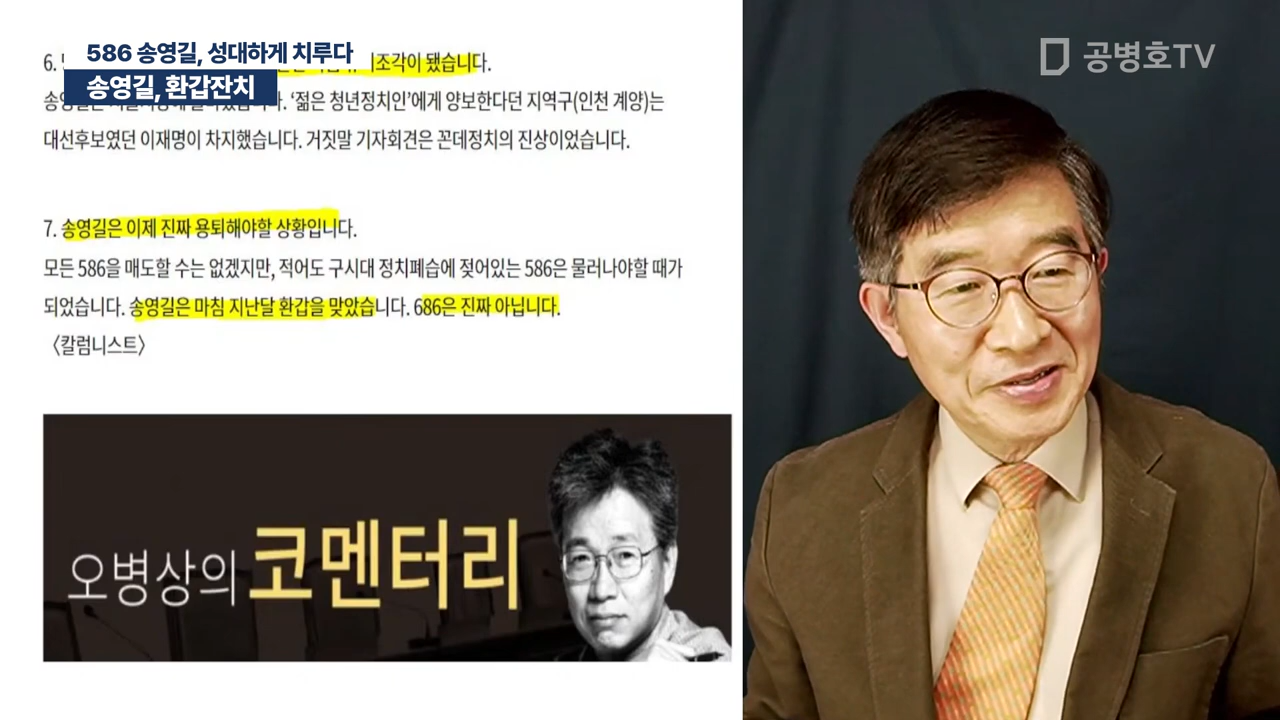 586 송영길, 성대하게 치루다
송영길, 환갑잔치
공병호TV
6.
조각이 됐습니다.
'젊은 청년정치인'에게 양보한다던 지역구(인천 계양)는
대선후보였던 이재명이 차지했습니다. 거짓말 기자회견은 꼰데정치의 진상이었습니다.
7. 송영길은 이제 진짜 용퇴해야할 상황입니다.
모든 586을 매도할 수는 없겠지만, 적어도 구시대 정치폐습에 젖어있는 586은 물러나야할 때가
되었습니다. 송영길은 마침 지난달 환갑을 맞았습니다. 686은 진짜 아닙니다.
〈칼럼니스트〉
오병상의 코멘터리